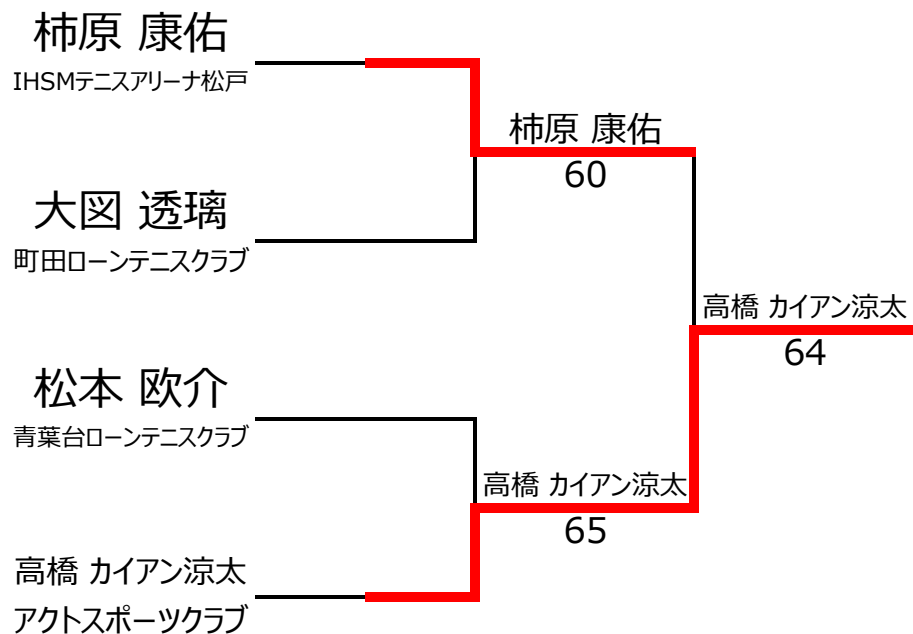 柿原 康佑
IHSMテニスアリーナ松戸
柿原 康佑
60
大図 透璃
町田ローンテニスクラブ
高橋 カイアン涼太
64
松本 欧介
青葉台ローンテニスクラブ
高橋 カイアン涼太
65
高橋 カイアン涼太
アクトスポーツクラブ